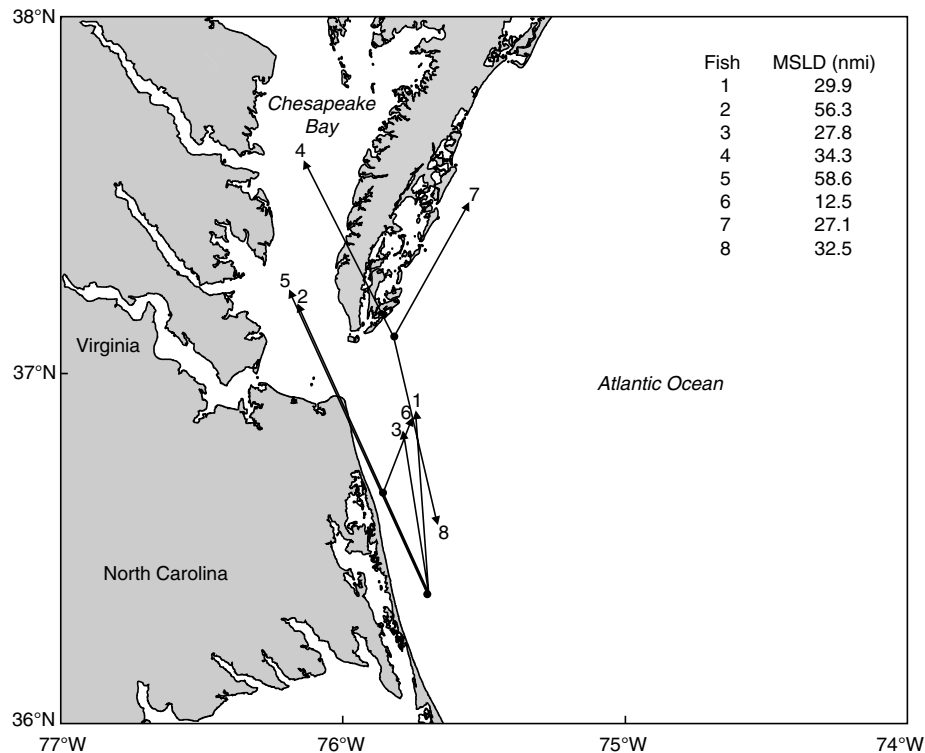 38°N
Fish MSLD (nmi)
1 29.9
2 56.3
3 27.8
4 34.3
5 58.6
6 12.5
7 27.1
8 32.5
Chesapeake
Bay
4
7
5
2
Virginia
37°N
Atlantic Ocean
1
6
3
8
North Carolina
36°N
77°W 76°W 75°W 74°W